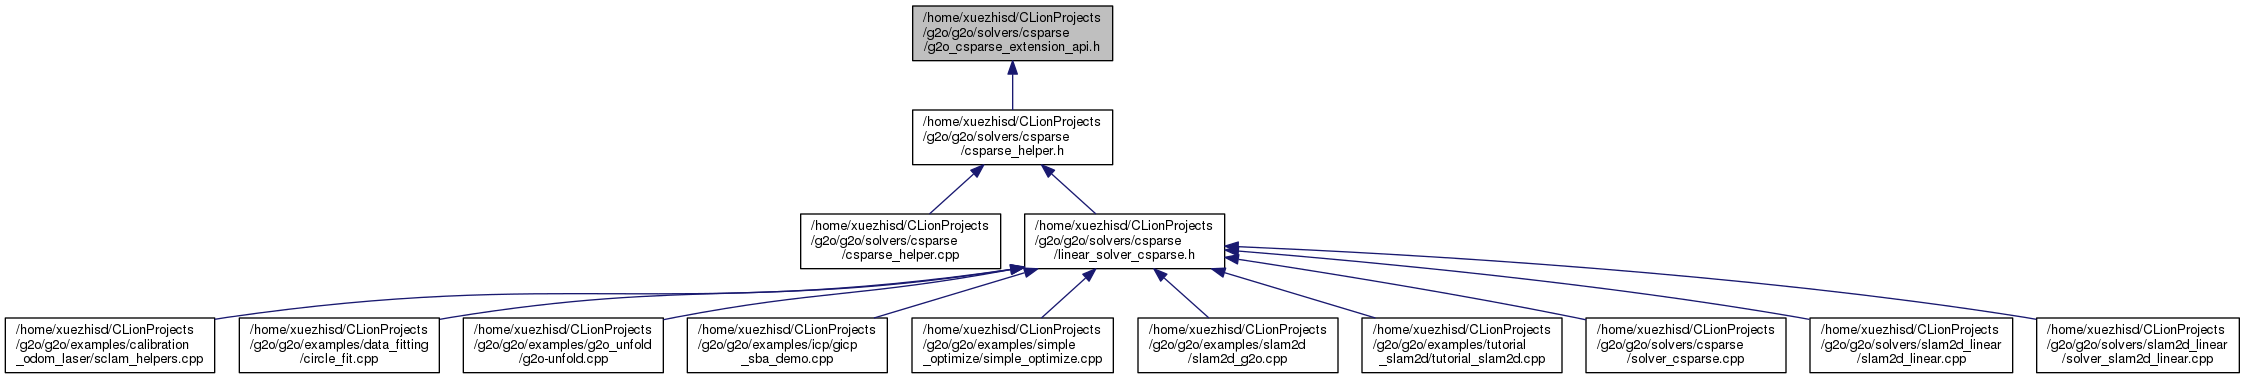 /home/xuezhisd/CLionProjects
/g2o/g2o/solvers/csparse
/g2o_csparse_extension_api.h
/home/xuezhisd/CLionProjects
/g2o/g2o/solvers/csparse
/csparse_helper.h
/home/xuezhisd/CLionProjects
/g2o/g2o/solvers/csparse
/csparse_helper.cpp
/home/xuezhisd/CLionProjects
/g2o/g2o/solvers/csparse
/linear_solver_csparse.h
/home/xuezhisd/CLionProjects
/g2o/g2o/examples/calibration
_odom_laser/sclam_helpers.cpp
/home/xuezhisd/CLionProjects
/g2o/g2o/examples/data_fitting
/circle_fit.cpp
/home/xuezhisd/CLionProjects
/g2o/g2o/examples/g2o_unfold
/g2o-unfold.cpp
/home/xuezhisd/CLionProjects
/g2o/g2o/examples/icp/gicp
_sba_demo.cpp
/home/xuezhisd/CLionProjects
/g2o/g2o/examples/simple
_optimize/simple_optimize.cpp
/home/xuezhisd/CLionProjects
/g2o/g2o/examples/slam2d
/slam2d_g2o.cpp
/home/xuezhisd/CLionProjects
/g2o/g2o/examples/tutorial
_slam2d/tutorial_slam2d.cpp
/home/xuezhisd/CLionProjects
/g2o/g2o/solvers/csparse
/solver_csparse.cpp
/home/xuezhisd/CLionProjects
/g2o/g2o/solvers/slam2d_linear
/slam2d_linear.cpp
/home/xuezhisd/CLionProjects
/g2o/g2o/solvers/slam2d_linear
/solver_slam2d_linear.cpp